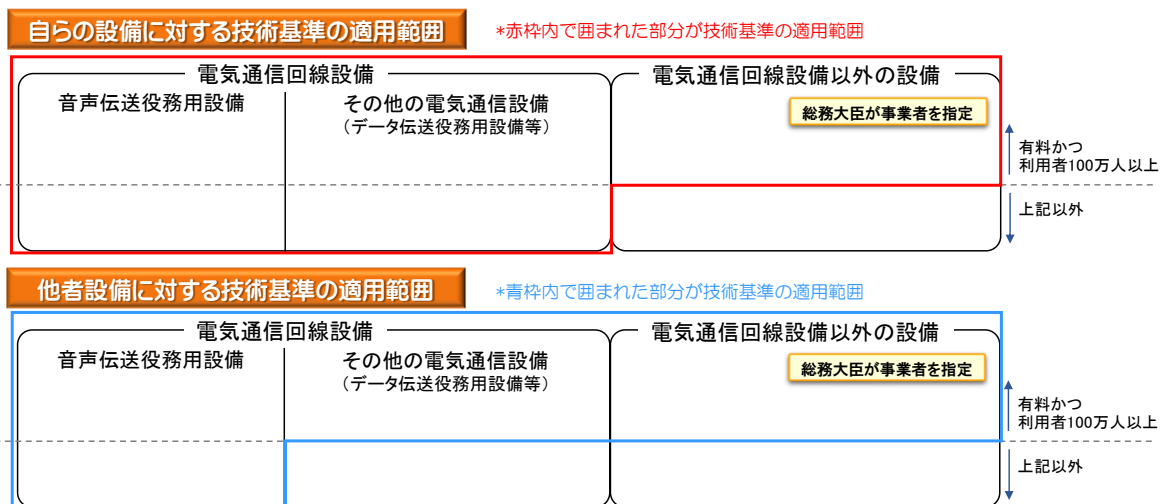 自らの設備に対する技術基準の適用範囲
*赤枠内で囲まれた部分が技術基準の適用範囲
電気通信回線設備
電気通信回線設備以外の設備
音声伝送役務用設備
その他の電気通信設備
（データ伝送役務用設備等）
総務大臣が事業者を指定
有料かつ
利用者100万人以上
上記以外
他者設備に対する技術基準の適用範囲
*青枠内で囲まれた部分が技術基準の適用範囲
電気通信回線設備
電気通信回線設備以外の設備
音声伝送役務用設備
その他の電気通信設備
（データ伝送役務用設備等）
総務大臣が事業者を指定
有料かつ
利用者100万人以上
上記以外